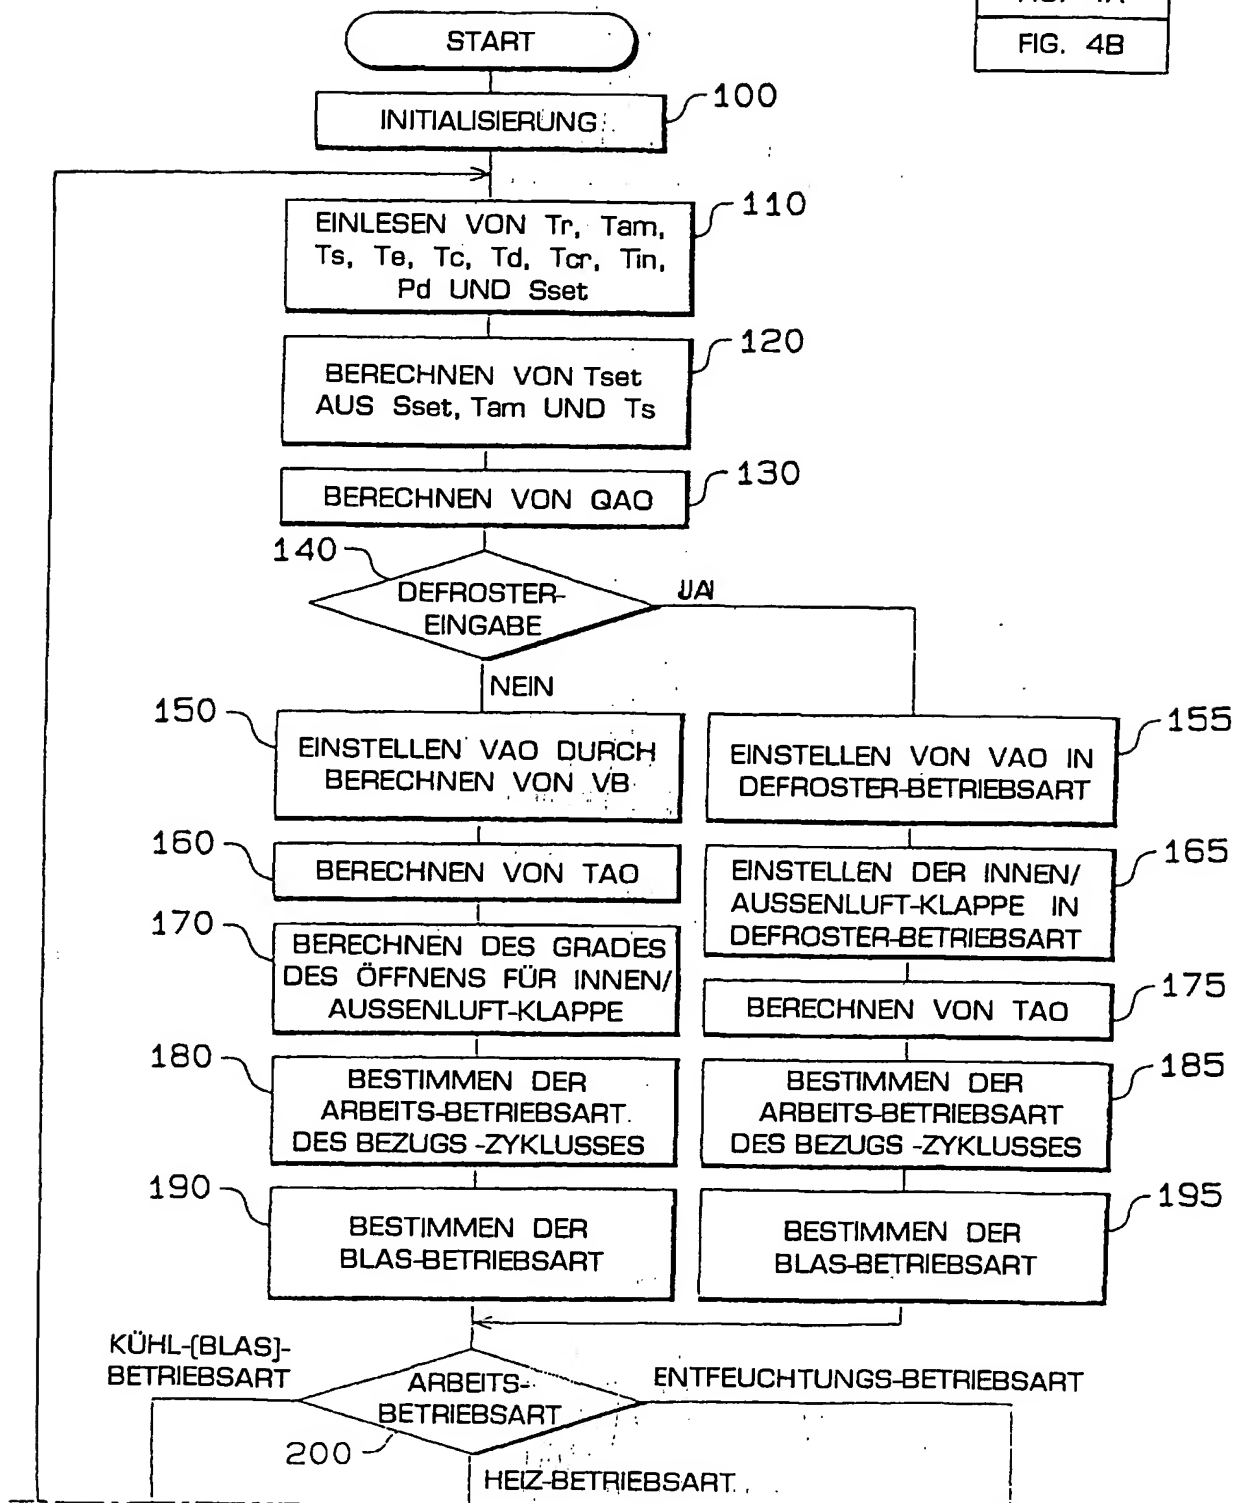 FIG. 4B
START
INITIALISIERUNG
100
EINLESEN VON Tr, Tam,
Ts, Te, Tc, Td, Tcr, Tin,
Pd UND Sset
110
BERECHNEN VON Tset
AUS Sset, Tam UND Ts
120
BERECHNEN VON QAO
130
140
DEFROSTER-
EINGABE
JA
NEIN
150
EINSTELLEN VAO DURCH
BERECHNEN VON VB
EINSTELLEN VON VAO IN
DEFROSTER-BETRIEBSART
155
160
BERECHNEN VON TAO
EINSTELLEN DER INNEN/
AUSSENLUFT-KLAPPE IN
DEFROSTER-BETRIEBSART
165
170
BERECHNEN DES GRADES
DES ÖFFNENS FÜR INNEN/
AUSSENLUFT-KLAPPE
BERECHNEN VON TAO
175
180
BESTIMMEN DER
ARBEITS-BETRIEBSART
DES BEZUGS-ZYKLUSSES
BESTIMMEN DER
ARBEITS-BETRIEBSART
DES BEZUGS-ZYKLUSSES
185
190
BESTIMMEN DER
BLAS-BETRIEBSART
BESTIMMEN DER
BLAS-BETRIEBSART
195
KÜHL-(BLAS)-
BETRIEBSART
ARBEITS-
BETRIEBSART
ENTFEUCHTUNGS-BETRIEBSART
200
HEIZ-BETRIEBSART